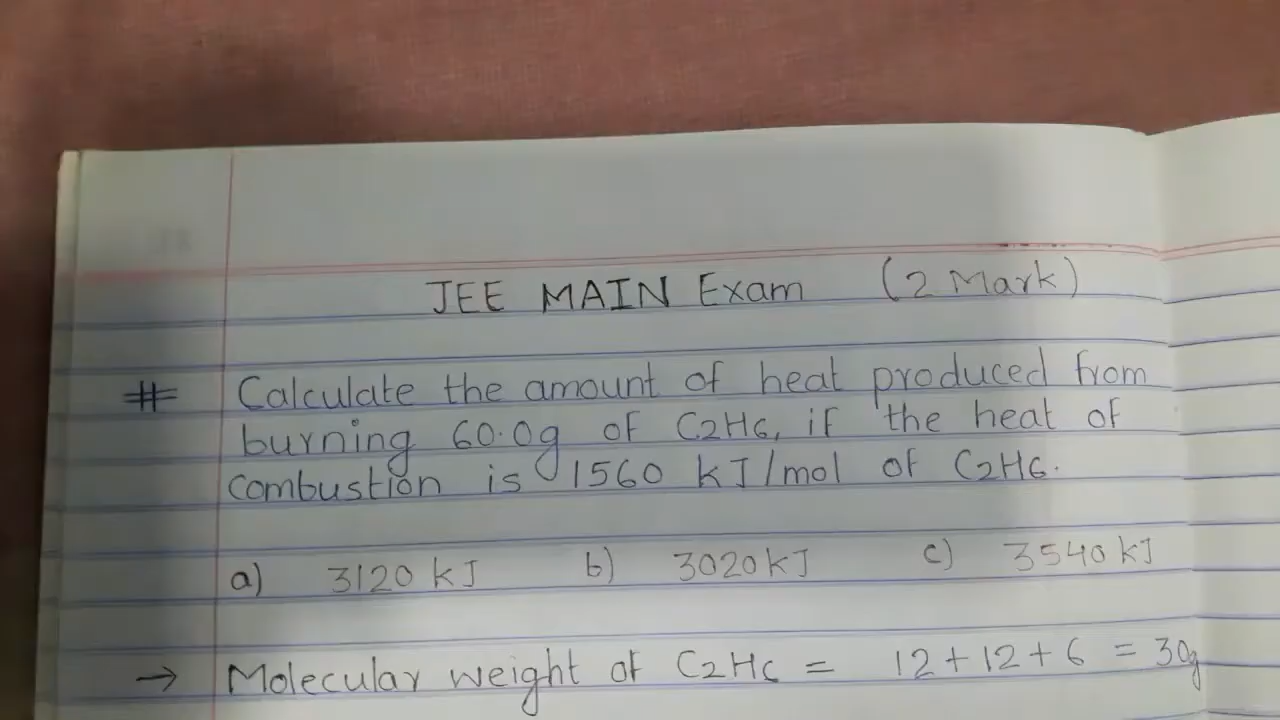 JEE MAIN Exam (2 Mark)
# Calculate the amount of heat produced from
burning 60.0g of C2H6, if the heat of
combustion is 1560 kJ/mol of C2H6.
a) 3120 kJ b) 3020 kJ c) 3540 kJ
→ Molecular weight of C2H6 = 12+12+6 = 30g